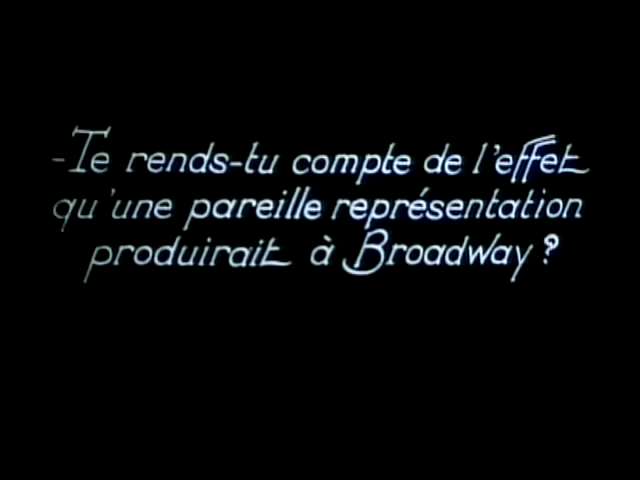 -Te rends-tu compte de l'effet
qu'une pareille représentation
produirait à Broadway ?